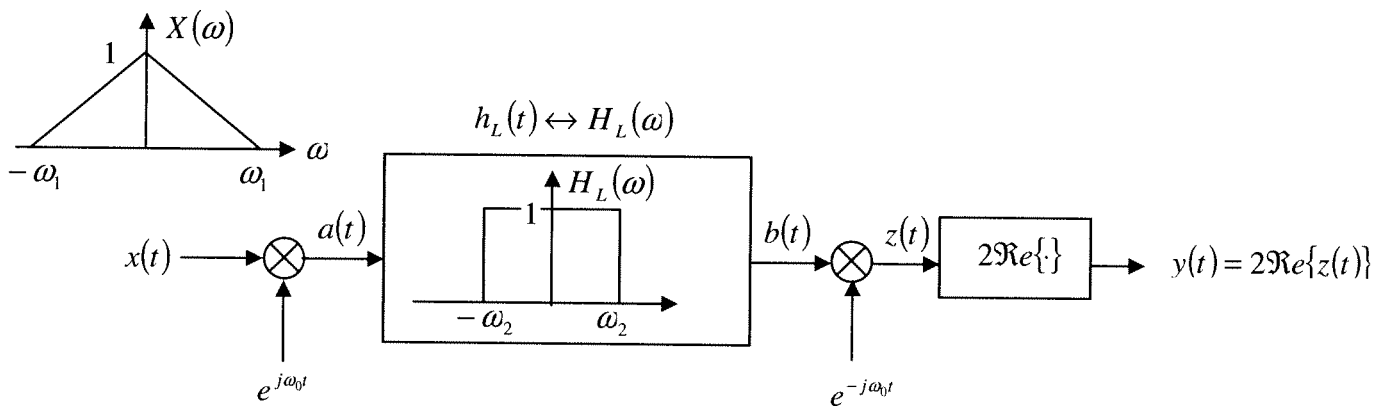 X(ω)
1
−ω₁
ω₁
ω
h_L(t) ↔ H_L(ω)
H_L(ω)
1
−ω₂
ω₂
x(t)
a(t)
b(t)
z(t)
2ℜe{·}
y(t) = 2ℜe{z(t)}
e^{jω₀t}
e^{−jω₀t}